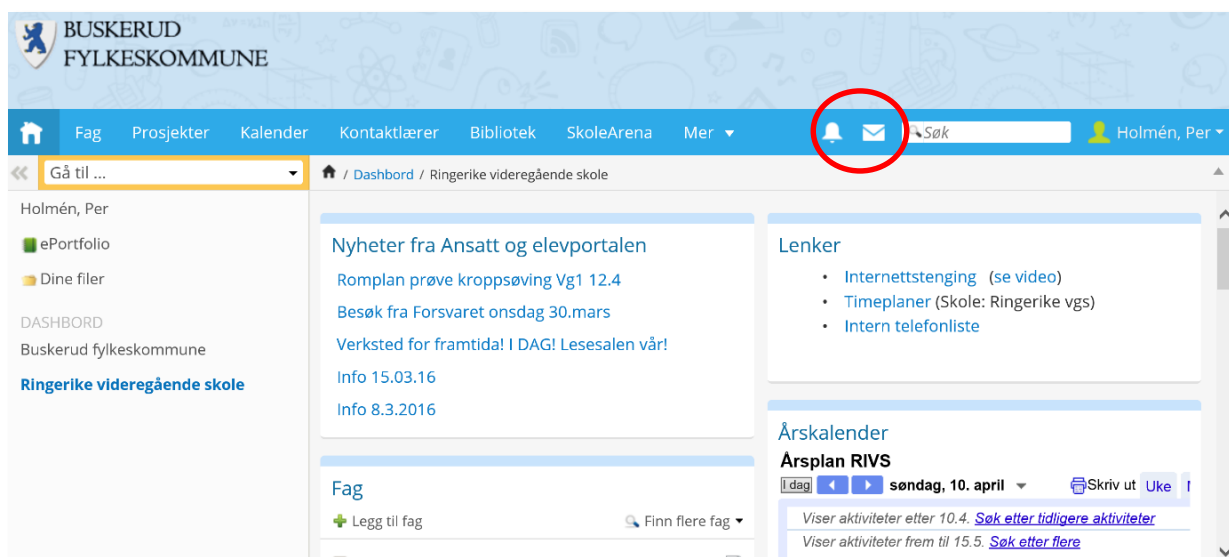 BUSKERUD
FYLKESKOMMUNE
Fag Prosjekter Kalender Kontaktlærer Bibliotek SkoleArena Mer Søk Holmén, Per
Gå til ...
/ Dashbord / Ringerike videregående skole
Holmén, Per
ePortfolio
Dine filer
DASHBORD
Buskerud fylkeskommune
Ringerike videregående skole
Nyheter fra Ansatt og elevportalen
Romplan prøve kroppsøving Vg1 12.4
Besøk fra Forsvaret onsdag 30.mars
Verksted for framtida! I DAG! Lesesalen vår!
Info 15.03.16
Info 8.3.2016
Fag
Legg til fag Finn flere fag
Lenker
• Internettstenging (se video)
• Timeplaner (Skole: Ringerike vgs)
• Intern telefonliste
Årskalender
Årsplan RIVS
I dag søndag, 10. april Skriv ut Uke
Viser aktiviteter etter 10.4. Søk etter tidligere aktiviteter
Viser aktiviteter frem til 15.5. Søk etter flere